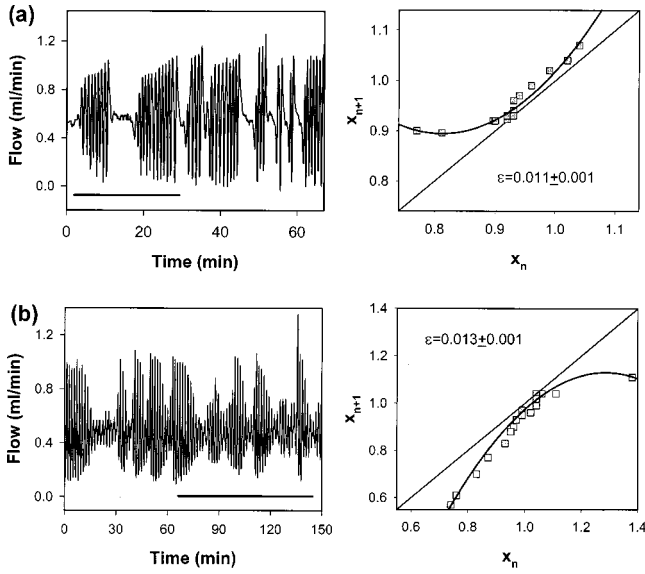 (a)
Flow (ml/min)
1.2
0.8
0.4
0.0
0 20 40 60
Time (min)
x_{n+1}
1.1
1.0
0.9
0.8
ε=0.011±0.001
0.8 0.9 1.0 1.1
x_n
(b)
Flow (ml/min)
1.2
0.8
0.4
0.0
0 30 60 90 120 150
Time (min)
x_{n+1}
1.4
1.2
1.0
0.8
0.6
ε=0.013±0.001
0.6 0.8 1.0 1.2 1.4
x_n